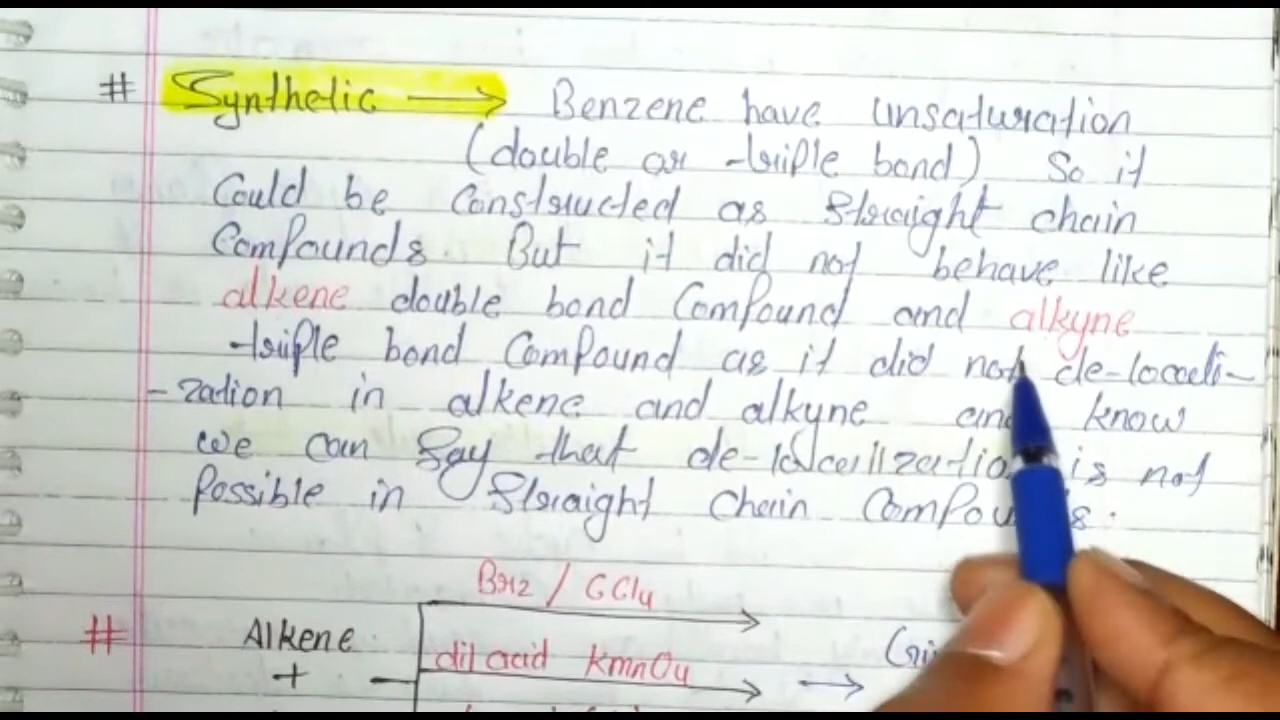 # Synthetic → Benzene have unsaturation
(double or triple bond) So it
Could be Constructed as straight chain
Compounds. But it did not behave like
alkene double bond Compound and alkyne
triple bond Compound as it did not de-locali-
-zation in alkene and alkyne and know
we can say that de-localization is not
Possible in straight Chain Compounds.
Br2 / CCl4
# Alkene
dil acid KmnO4 →
+